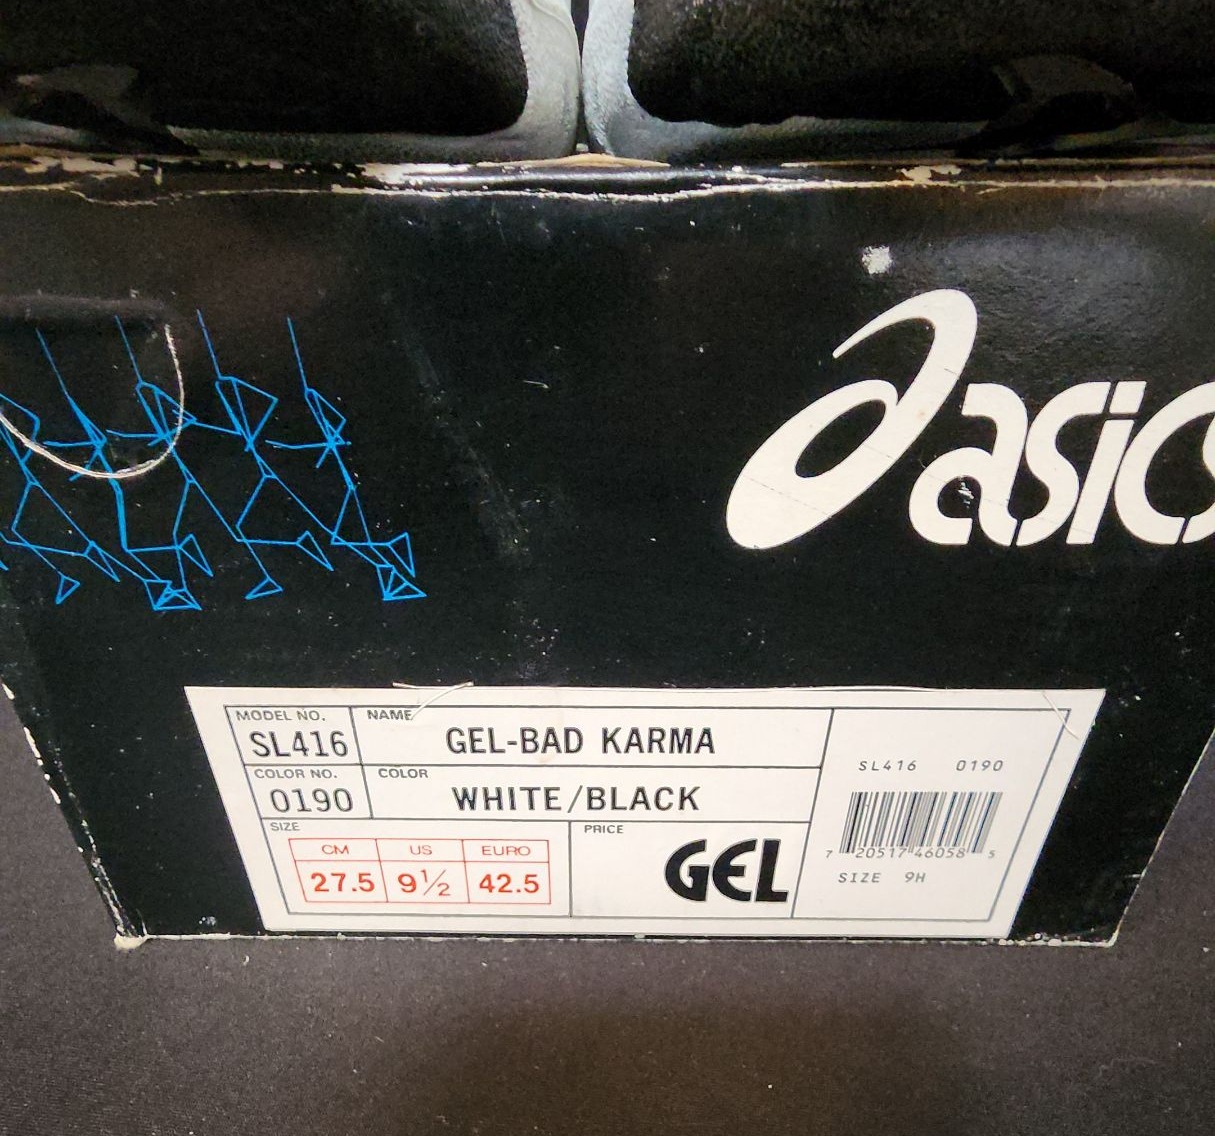 asics
MODEL NO.
SL416
NAME
GEL-BAD KARMA
COLOR NO.
0190
COLOR
WHITE/BLACK
SIZE
CM US EURO
27.5 9½ 42.5
PRICE
GEL
SL416 0190
7 20517 46058 5
SIZE 9H